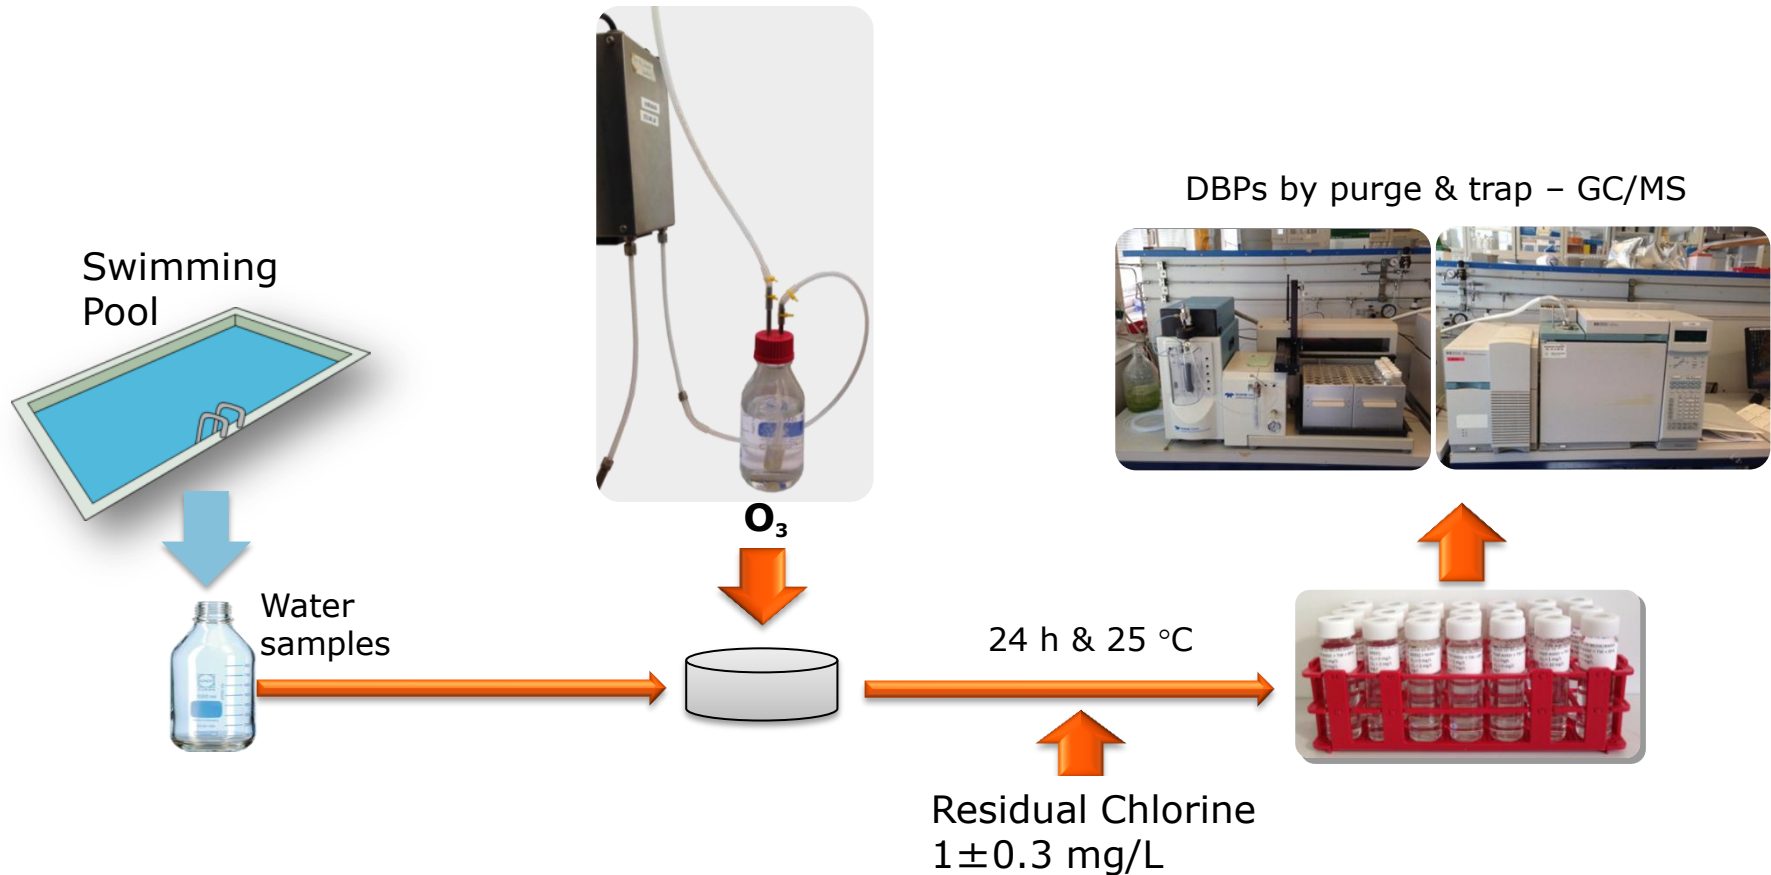 Swimming
Pool
Water
samples
O₃
24 h & 25 °C
Residual Chlorine
1±0.3 mg/L
DBPs by purge & trap – GC/MS